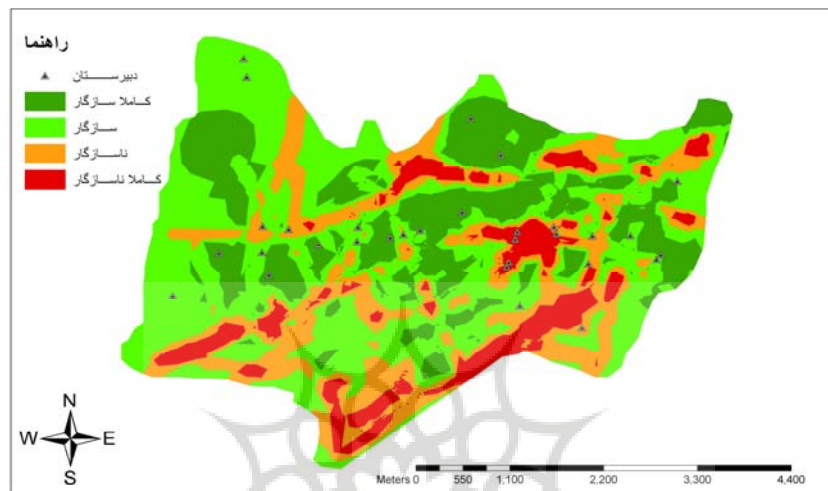 راهنما
دبیرستان
کاملا سازگار
سازگار
ناسازگار
کاملا ناسازگار
N
W E
S
Meters 0 550 1,100 2,200 3,300 4,400